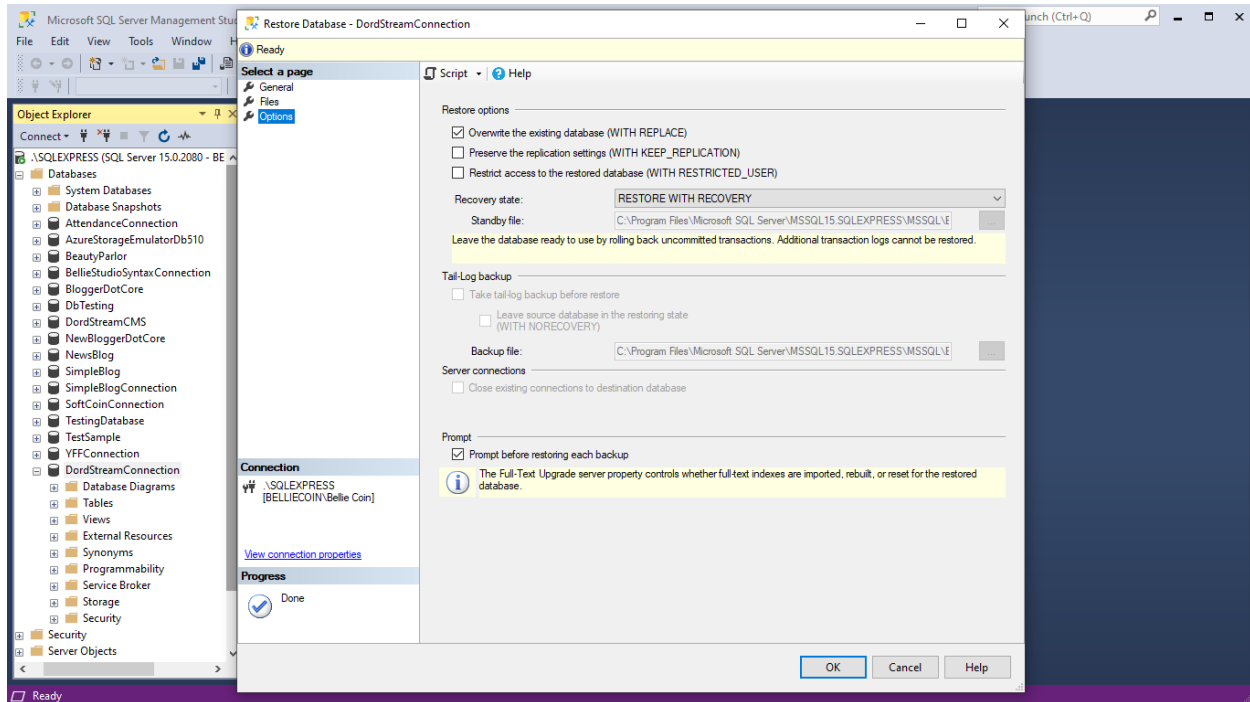 Microsoft SQL Server Management Stu
unch (Ctrl+Q)
File Edit View Tools Window H
Object Explorer
Connect
.\SQLEXPRESS (SQL Server 15.0.2080 - BE
Databases
System Databases
Database Snapshots
AttendanceConnection
AzureStorageEmulatorDb510
BeautyParlor
BellieStudioSyntaxConnection
BloggerDotCore
DbTesting
DordStreamCMS
NewBloggerDotCore
NewsBlog
SimpleBlog
SimpleBlogConnection
SoftCoinConnection
TestingDatabase
TestSample
YFFConnection
DordStreamConnection
Database Diagrams
Tables
Views
External Resources
Synonyms
Programmability
Service Broker
Storage
Security
Security
Server Objects
Ready
Restore Database - DordStreamConnection
Ready
Select a page
General
Files
Options
Connection
.\SQLEXPRESS
[BELLIECOIN\Bellie Coin]
View connection properties
Progress
Done
Script Help
Restore options
Overwrite the existing database (WITH REPLACE)
Preserve the replication settings (WITH KEEP_REPLICATION)
Restrict access to the restored database (WITH RESTRICTED_USER)
Recovery state: RESTORE WITH RECOVERY
Standby file: C:\Program Files\Microsoft SQL Server\MSSQL15.SQLEXPRESS\MSSQL\E ...
Leave the database ready to use by rolling back uncommitted transactions. Additional transaction logs cannot be restored.
Tail-Log backup
Take tail-log backup before restore
Leave source database in the restoring state
(WITH NORECOVERY)
Backup file: C:\Program Files\Microsoft SQL Server\MSSQL15.SQLEXPRESS\MSSQL\E ...
Server connections
Close existing connections to destination database
Prompt
Prompt before restoring each backup
The Full-Text Upgrade server property controls whether full-text indexes are imported, rebuilt, or reset for the restored
database.
OK Cancel Help